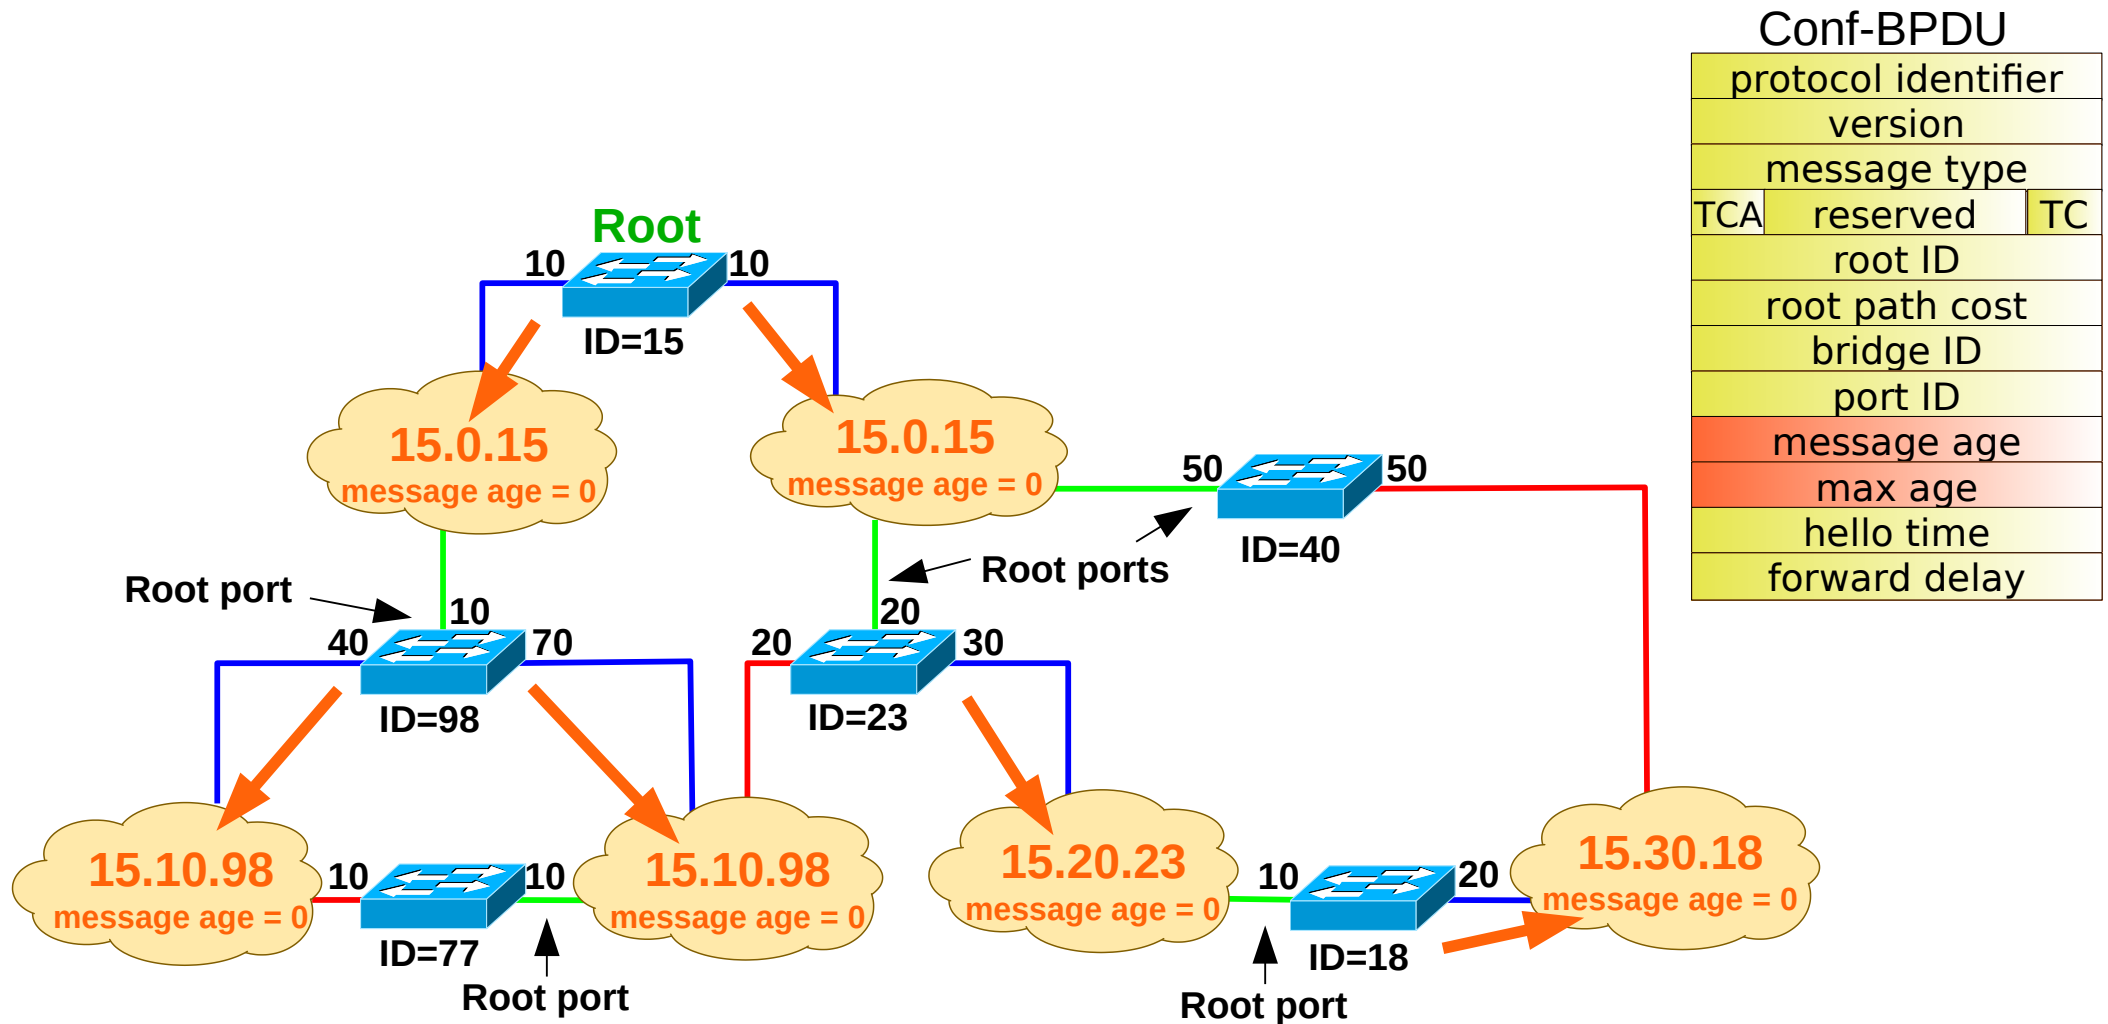 Conf-BPDU
protocol identifier
version
message type
TCA reserved TC
root ID
root path cost
bridge ID
port ID
message age
max age
hello time
forward delay
Root
10 10
ID=15
15.0.15
message age = 0
15.0.15
message age = 0
50 50
ID=40
Root port
Root ports
10
40 70
ID=98
20
20 30
ID=23
15.10.98
message age = 0
10 10
ID=77
Root port
15.10.98
message age = 0
15.20.23
message age = 0
10 20
ID=18
Root port
15.30.18
message age = 0